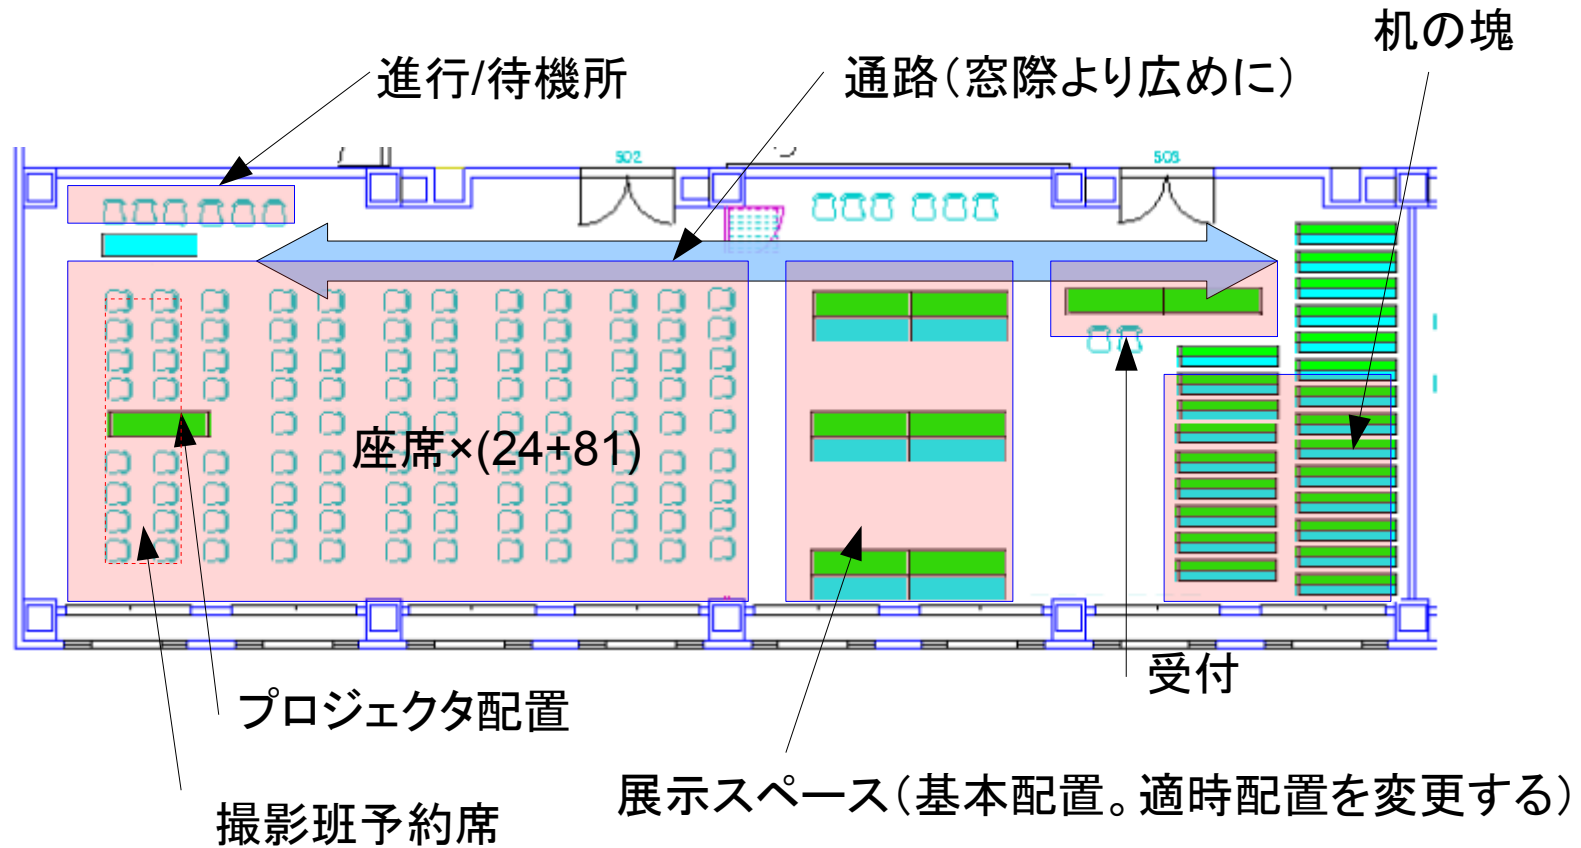 机の塊
進行/待機所
通路（窓際より広めに）
502
503
座席×(24+81)
受付
プロジェクタ配置
展示スペース（基本配置。適時配置を変更する）
撮影班予約席